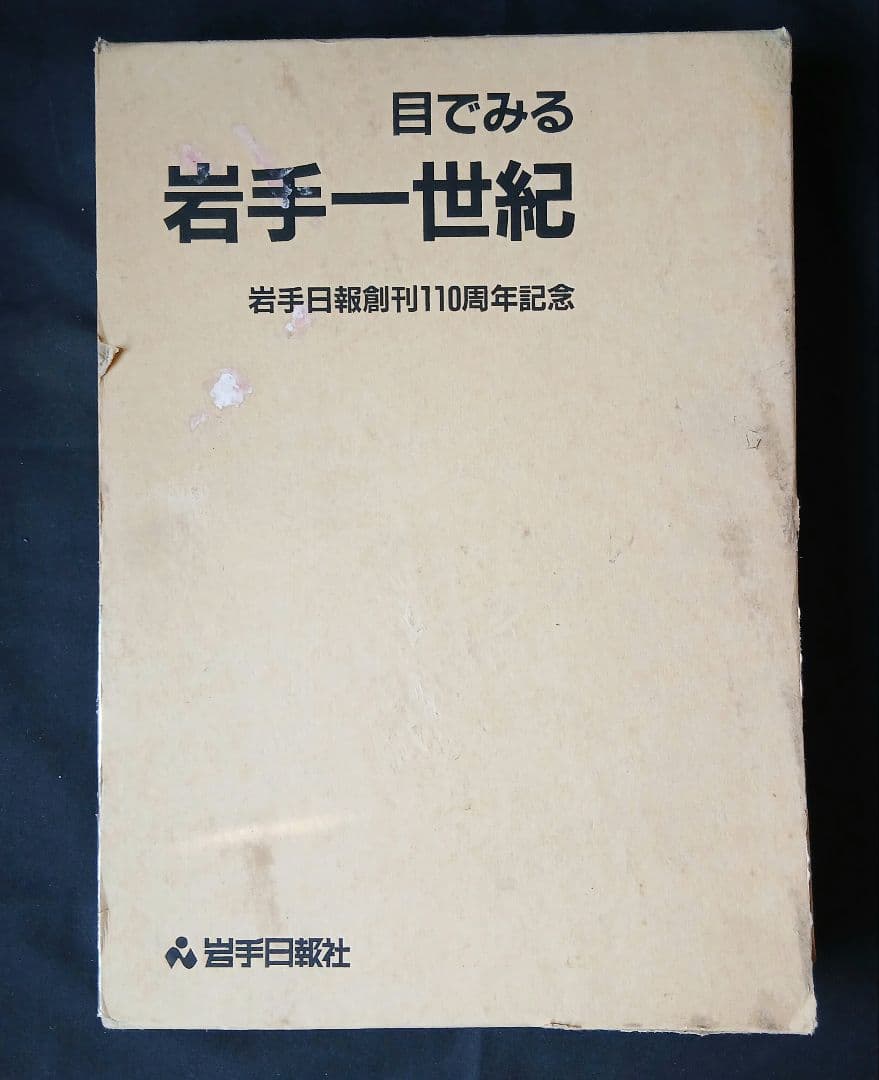 目でみる
岩手一世紀
岩手日報創刊110周年記念
岩手日報社